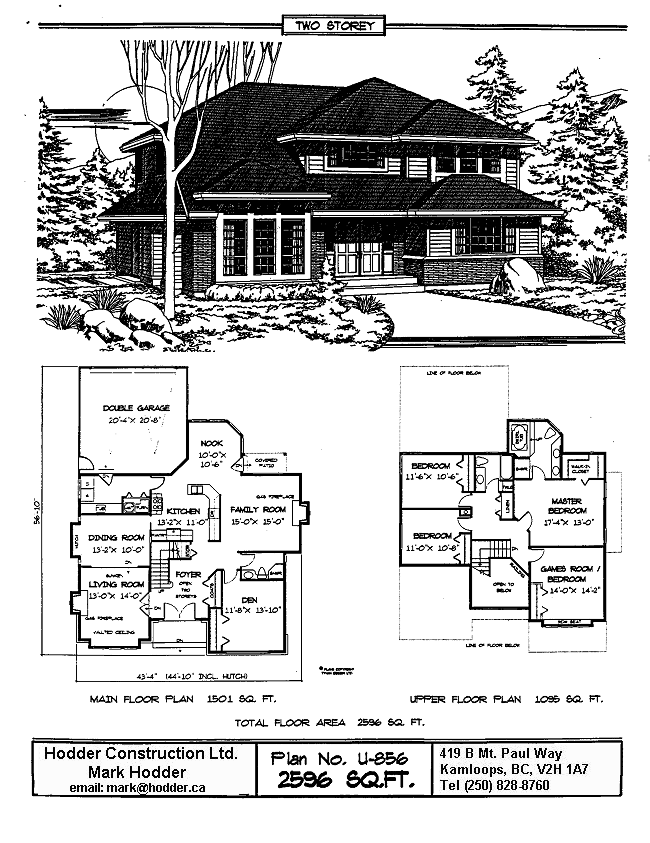 TWO STOREY
DOUBLE GARAGE
20'-4" X 20'-8"
NOOK
10'-0" X
10'-6"
DN
COVERED
PATIO
KITCHEN
13'-2" X 11'-0"
GAS FIREPLACE
FAMILY ROOM
15'-0" X 15'-0"
HUTCH
DINING ROOM
13'-2" X 10'-0"
SUNKEN
LIVING ROOM
13'-0" X 14'-0"
GAS FIREPLACE
VAULTED CEILING
FOYER
OPEN
TWO
STOREYS
COATS
DEN
11'-8" X 13'-10"
56'-10"
43'-4" (44'-10" INCL. HUTCH)
MAIN FLOOR PLAN 1501 SQ. FT.
LINE OF FLOOR BELOW
BEDROOM
11'-6" X 10'-6"
LINEN
WALK-IN
CLOSET
MASTER
BEDROOM
17'-4" X 13'-0"
BEDROOM
11'-0" X 10'-8"
DN
RAILING
OPEN TO
BELOW
GAMES ROOM /
BEDROOM
14'-0" X 14'-2"
LINE OF FLOOR BELOW
UPPER FLOOR PLAN 1095 SQ. FT.
TOTAL FLOOR AREA 2596 SQ. FT.
Hodder Construction Ltd.
Mark Hodder
email: mark@hodder.ca
Plan No. U-856
2596 SQ.FT.
419 B Mt. Paul Way
Kamloops, BC, V2H 1A7
Tel (250) 828-8760